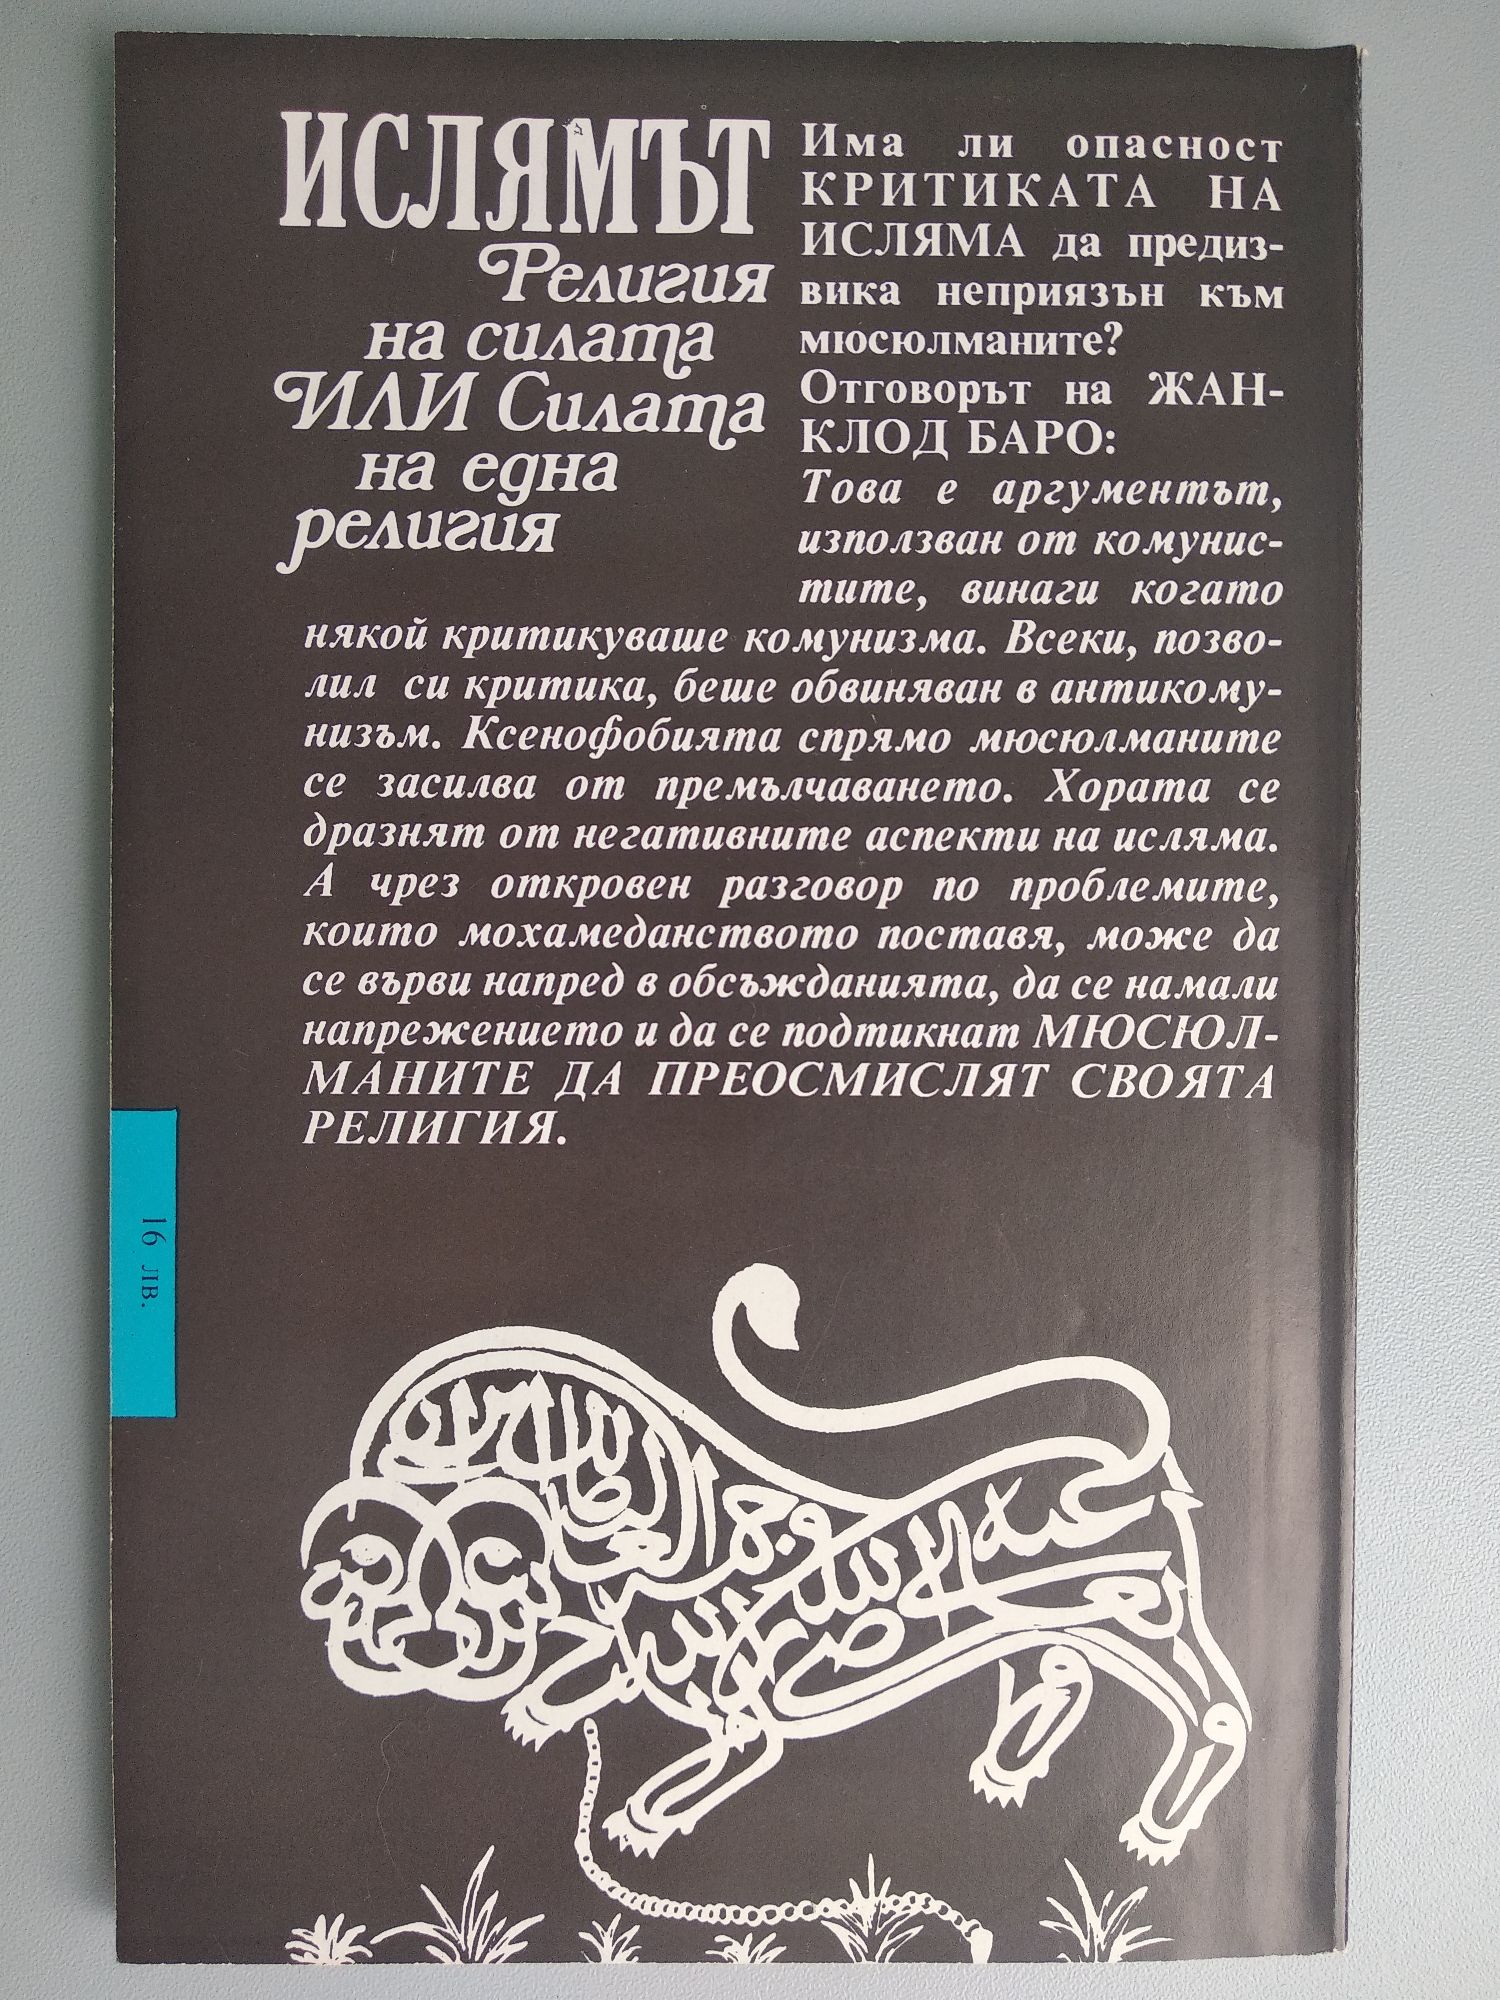 ИСЛЯМЪТ
Религия
на силата
ИЛИ Силата
на една
религия
Има ли опасност
КРИТИКАТА НА
ИСЛЯМА да предиз-
вика неприязън към
мюсюлманите?
Отговорът на ЖАН-
КЛОД БАРО:
Това е аргументът,
използван от комунис-
тите, винаги когато
някой критикуваше комунизма. Всеки, позво-
лил си критика, беше обвиняван в антикому-
низъм. Ксенофобията спрямо мюсюлманите
се засилва от премълчаването. Хората се
дразнят от негативните аспекти на исляма.
А чрез откровен разговор по проблемите,
които мохамеданството поставя, може да
се върви напред в обсъжданията, да се намали
напрежението и да се подтикнат МЮСЮЛ-
МАНИТЕ ДА ПРЕОСМИСЛЯТ СВОЯТА
РЕЛИГИЯ.
16 лв.